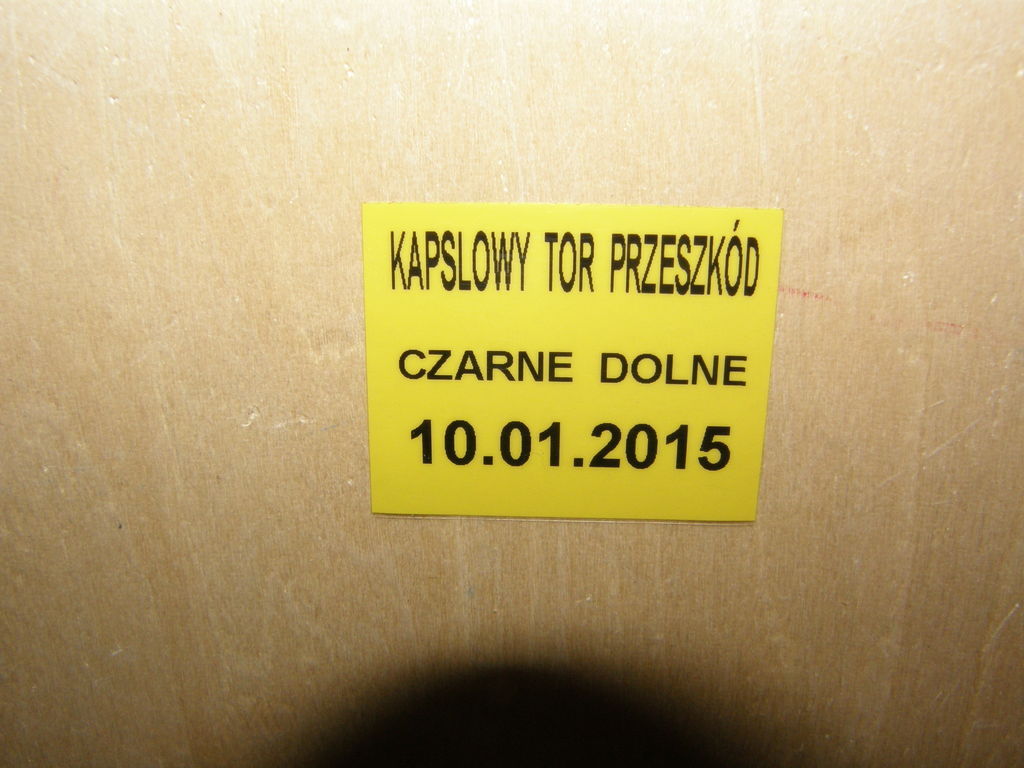 KAPSLOWY TOR PRZESZKÓD
CZARNE DOLNE
10.01.2015